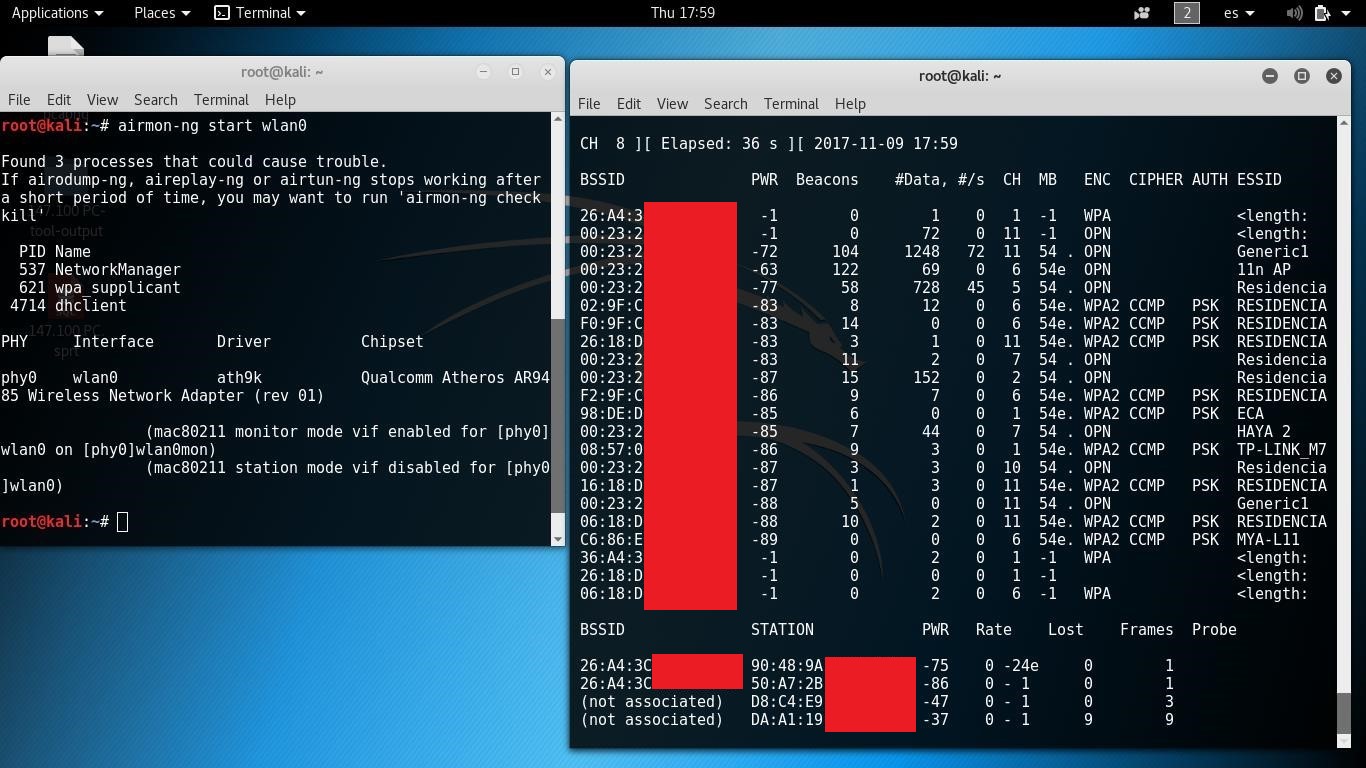 Applications Places Terminal Thu 17:59 2 es
root@kali: ~
File Edit View Search Terminal Help
root@kali:~# airmon-ng start wlan0
Found 3 processes that could cause trouble.
If airodump-ng, aireplay-ng or airtun-ng stops working after
a short period of time, you may want to run 'airmon-ng check
kill'
147.100 PC-
tool-output
PID Name
537 NetworkManager
621 wpa_supplicant
4714 dhclient
147.100 PC
sprt
PHY Interface Driver Chipset
phy0 wlan0 ath9k Qualcomm Atheros AR94
85 Wireless Network Adapter (rev 01)
(mac80211 monitor mode vif enabled for [phy0]
wlan0 on [phy0]wlan0mon)
(mac80211 station mode vif disabled for [phy0
]wlan0)
root@kali:~#
root@kali: ~
File Edit View Search Terminal Help
CH 8 ][ Elapsed: 36 s ][ 2017-11-09 17:59
BSSID PWR Beacons #Data, #/s CH MB ENC CIPHER AUTH ESSID
26:A4:3 -1 0 1 0 1 -1 WPA <length:
00:23:2 -1 0 72 0 11 -1 OPN <length:
00:23:2 -72 104 1248 72 11 54 . OPN Generic1
00:23:2 -63 122 69 0 6 54e OPN 11n AP
00:23:2 -77 58 728 45 5 54 . OPN Residencia
02:9F:C -83 8 12 0 6 54e. WPA2 CCMP PSK RESIDENCIA
F0:9F:C -83 14 0 0 6 54e. WPA2 CCMP PSK RESIDENCIA
26:18:D -83 3 1 0 11 54e. WPA2 CCMP PSK RESIDENCIA
00:23:2 -83 11 2 0 7 54 . OPN Residencia
00:23:2 -87 15 152 0 2 54 . OPN Residencia
F2:9F:C -86 9 7 0 6 54e. WPA2 CCMP PSK RESIDENCIA
98:DE:D -85 6 0 0 1 54e. WPA2 CCMP PSK ECA
00:23:2 -85 7 44 0 7 54 . OPN HAYA 2
08:57:0 -86 9 3 0 1 54e. WPA2 CCMP PSK TP-LINK_M7
00:23:2 -87 3 3 0 10 54 . OPN Residencia
16:18:D -87 1 3 0 11 54e. WPA2 CCMP PSK RESIDENCIA
00:23:2 -88 5 0 0 11 54 . OPN Generic1
06:18:D -88 10 2 0 11 54e. WPA2 CCMP PSK RESIDENCIA
C6:86:E -89 0 0 0 6 54e. WPA2 CCMP PSK MYA-L11
36:A4:3 -1 0 2 0 1 -1 WPA <length:
26:18:D -1 0 0 0 1 -1 <length:
06:18:D -1 0 2 0 6 -1 WPA <length:
BSSID STATION PWR Rate Lost Frames Probe
26:A4:3C 90:48:9A -75 0 -24e 0 1
26:A4:3C 50:A7:2B -86 0 - 1 0 1
(not associated) D8:C4:E9 -47 0 - 1 0 3
(not associated) DA:A1:19 -37 0 - 1 9 9